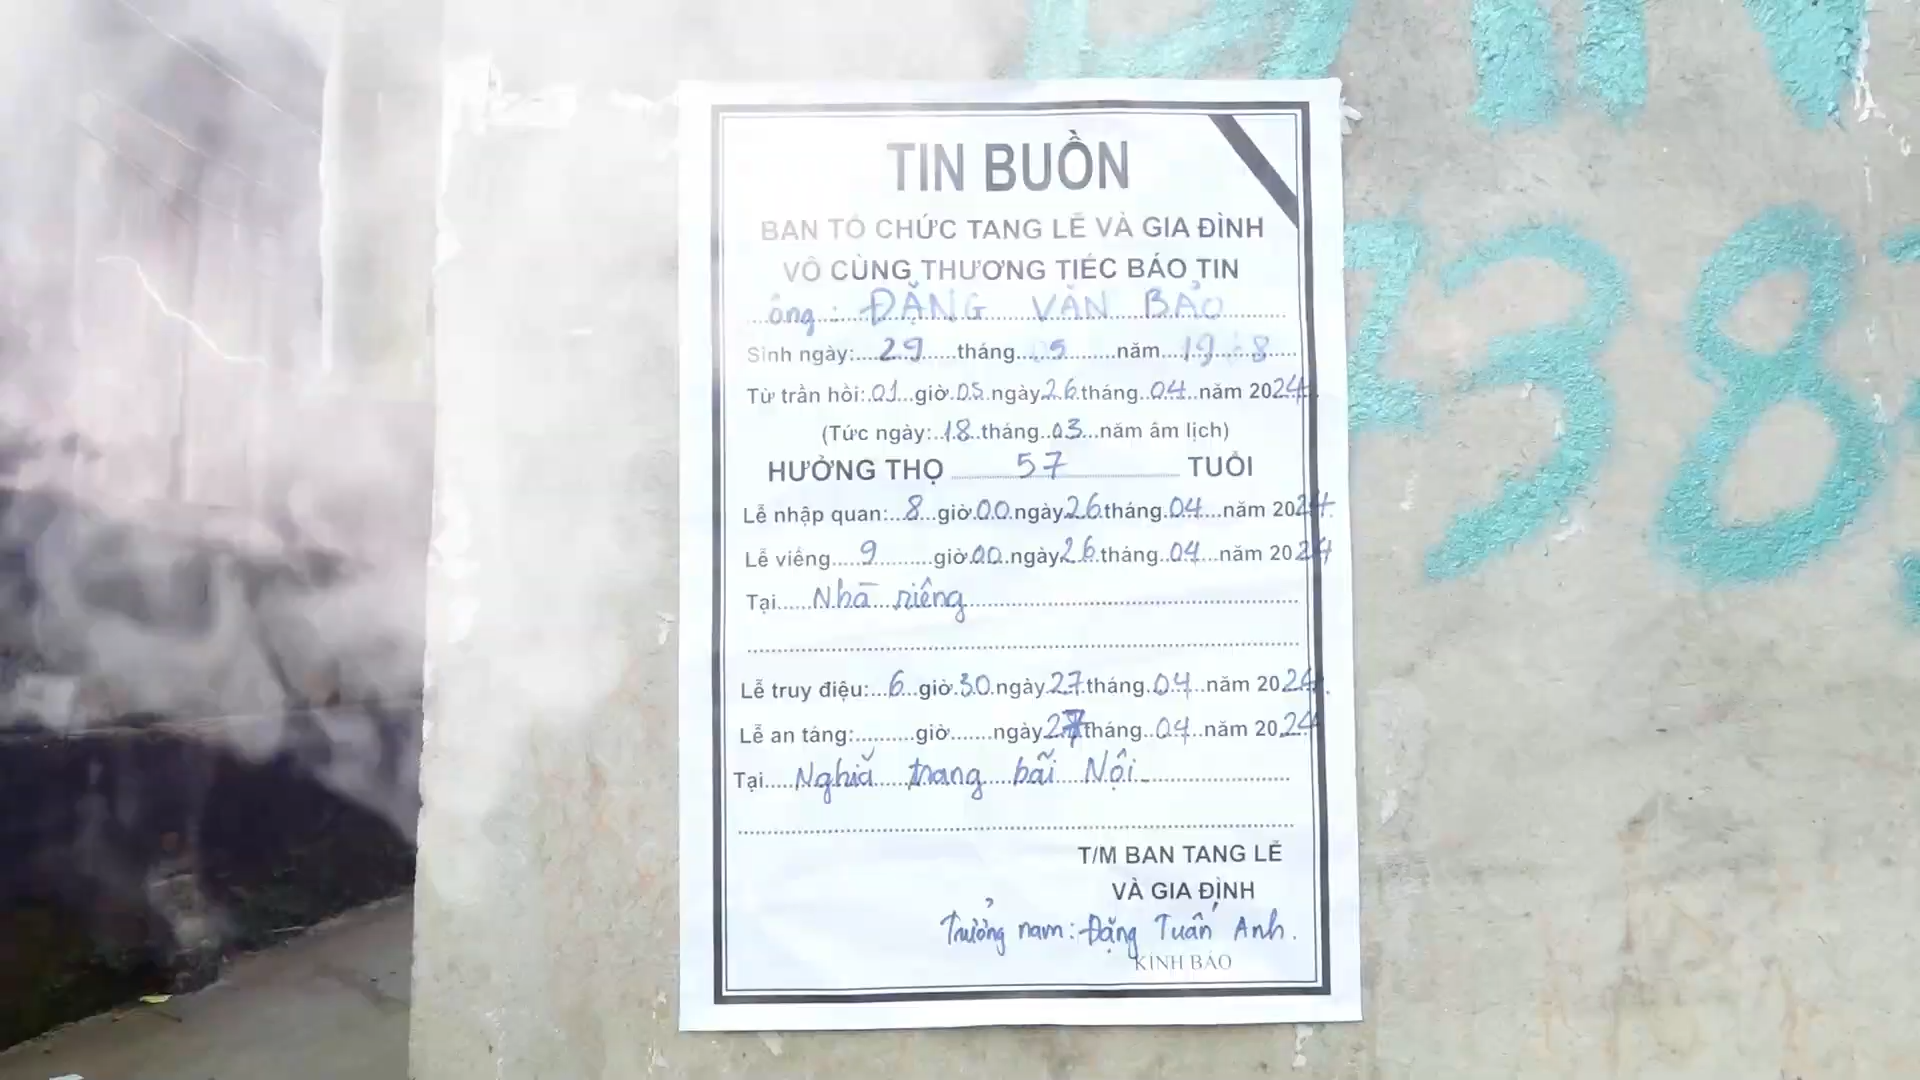 TIN BUỒN
BAN TỔ CHỨC TANG LỄ VÀ GIA ĐÌNH
VÔ CÙNG THƯƠNG TIẾC BÁO TIN
ông: ĐẶNG VĂN BẢO
Sinh ngày: 29 tháng 5 năm
Từ trần hồi: 01 giờ 05 ngày 26 tháng 04 năm 2024
(Tức ngày: 18 tháng 03 năm âm lịch)
HƯỞNG THỌ 57 TUỔI
Lễ nhập quan: 8 giờ 00 ngày 26 tháng 04 năm 2024
Lễ viếng 9 giờ 00 ngày 26 tháng 04 năm 2024
Tại Nhà riêng
Lễ truy điệu: 6 giờ 30 ngày 27 tháng 04 năm 2024
Lễ an táng: giờ ngày 27 tháng 04 năm 2024
Tại Nghĩa trang bãi Nội
T/M BAN TANG LỄ
VÀ GIA ĐÌNH
Trưởng nam: Đặng Tuấn Anh.
KÍNH BÁO
38